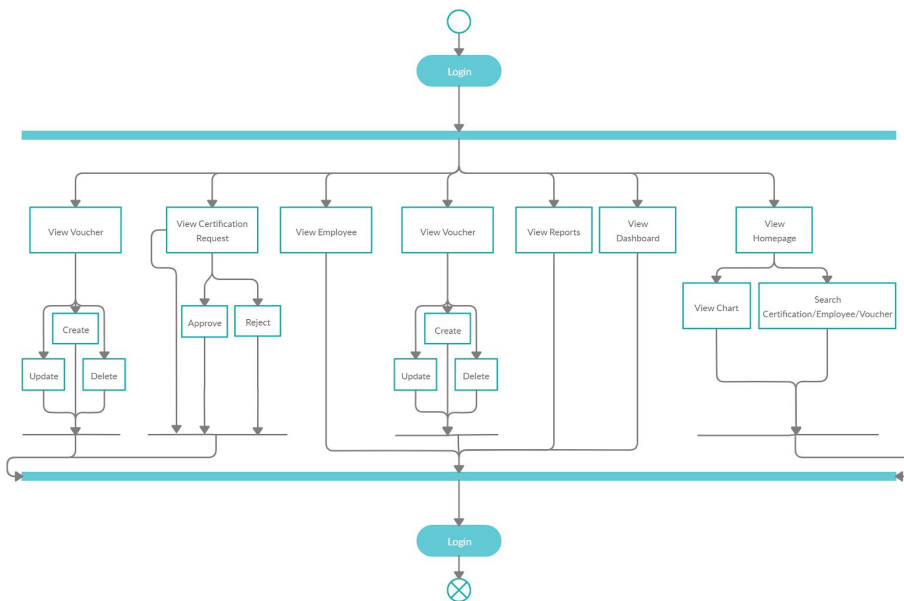 Login
View Voucher
View Certification
Request
View Employee
View Voucher
View Reports
View
Dashboard
View
Homepage
Create
Update
Delete
Approve
Reject
Create
Update
Delete
View Chart
Search
Certification/Employee/Voucher
Login